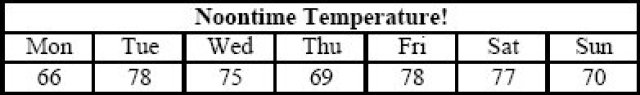 Noontime Temperature!
Mon Tue Wed Thu Fri Sat Sun
66 78 75 69 78 77 70